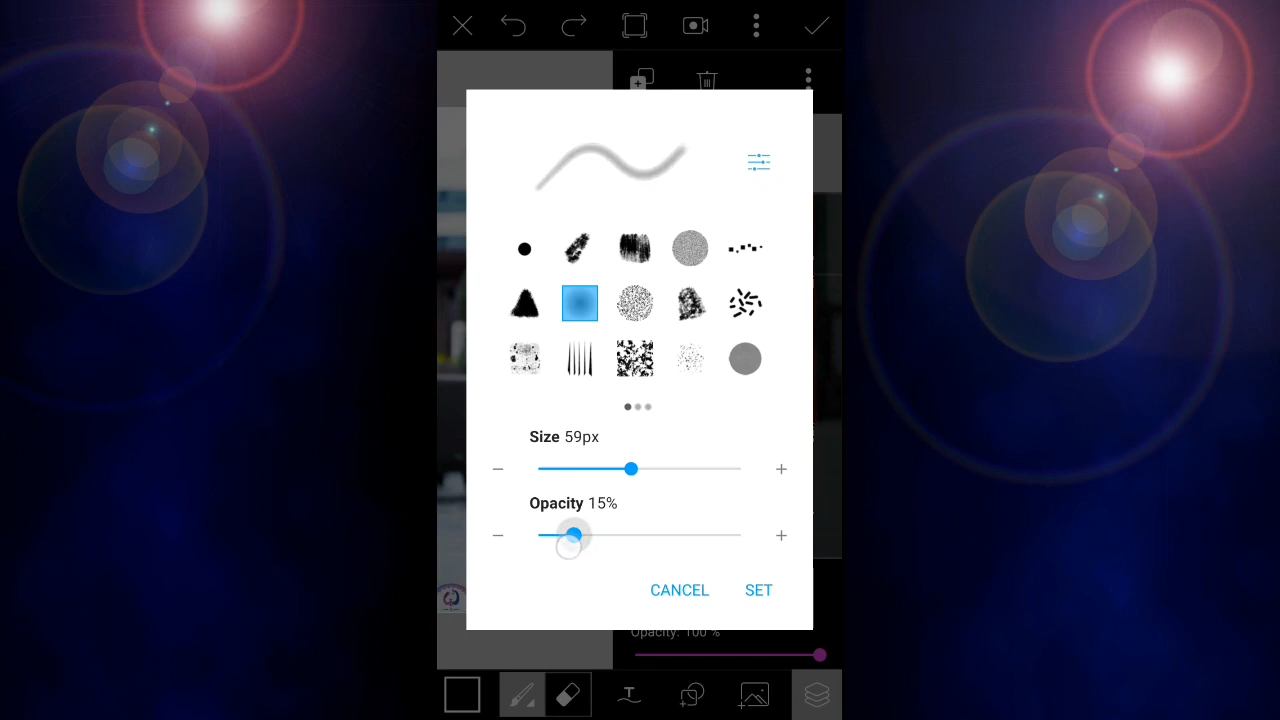 Size 59px
Opacity 15%
CANCEL SET
Opacity: 100 %
T